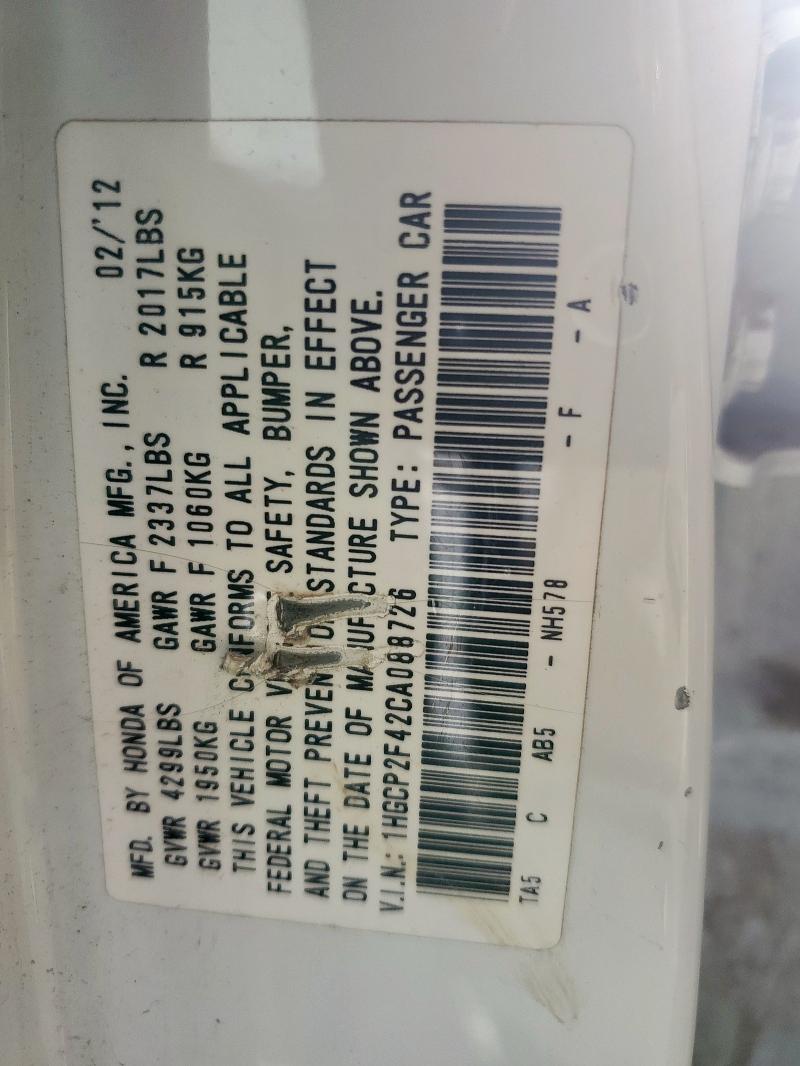 MFD. BY HONDA OF AMERICA MFG., INC. 02/'12
GVWR 4299LBS GAWR F 2337LBS R 2017LBS
GVWR 1950KG GAWR F 1060KG R 915KG
THIS VEHICLE CONFORMS TO ALL APPLICABLE
FEDERAL MOTOR SAFETY, BUMPER,
AND THEFT STANDARDS IN EFFECT
ON THE DATE OF MANUFACTURE SHOWN ABOVE.
V.I.N.: 1HGCP2F42CA088726 TYPE: PASSENGER CAR
TA5 C AB5 - NH578 - F - A